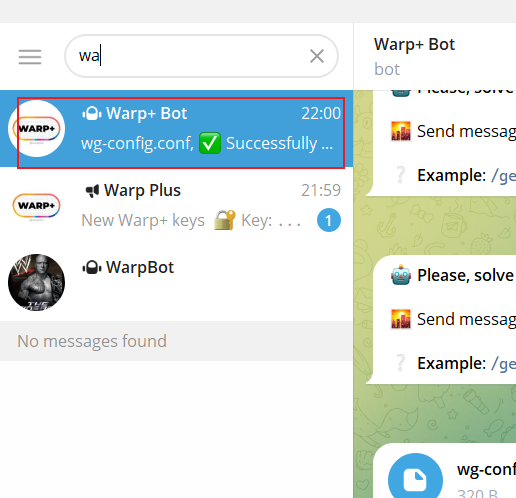 wa
WARP+
Warp+ Bot
22:00
wg-config.conf, ✅ Successfully ...
WARP+
Warp Plus
21:59
New Warp+ keys 🔐 Key: . . .
1
WarpBot
No messages found
Warp+ Bot
bot
Please, solve
Send messag
❔ Example: /ge
Please, solve
Send messag
❔ Example: /ge
wg-conf
320 B